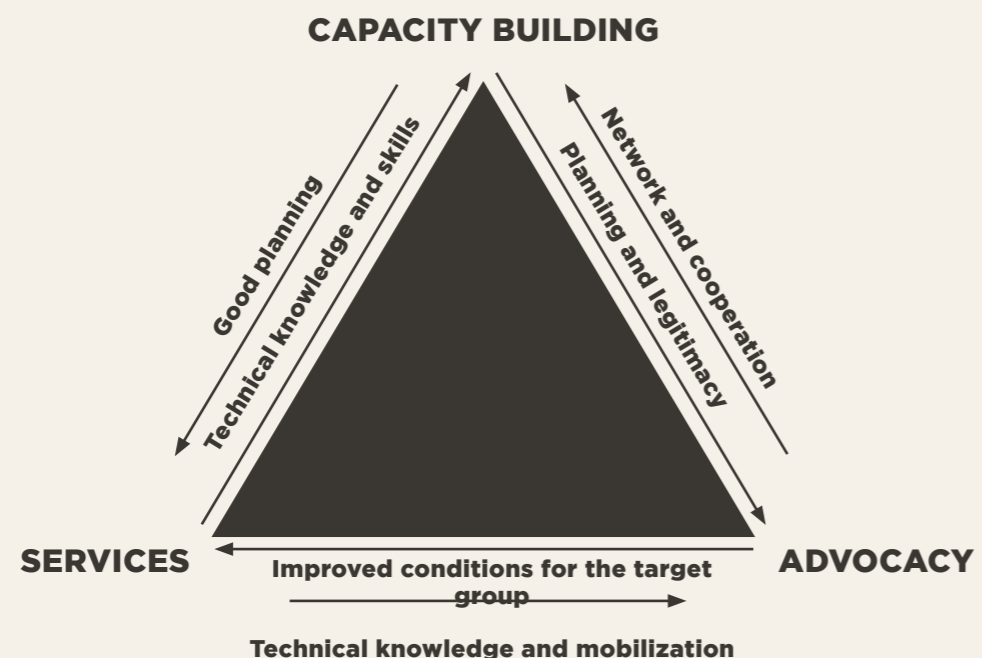 CAPACITY BUILDING
Good planning
Technical knowledge and skills
Planning and legitimacy
Network and cooperation
SERVICES
ADVOCACY
Improved conditions for the target
group
Technical knowledge and mobilization